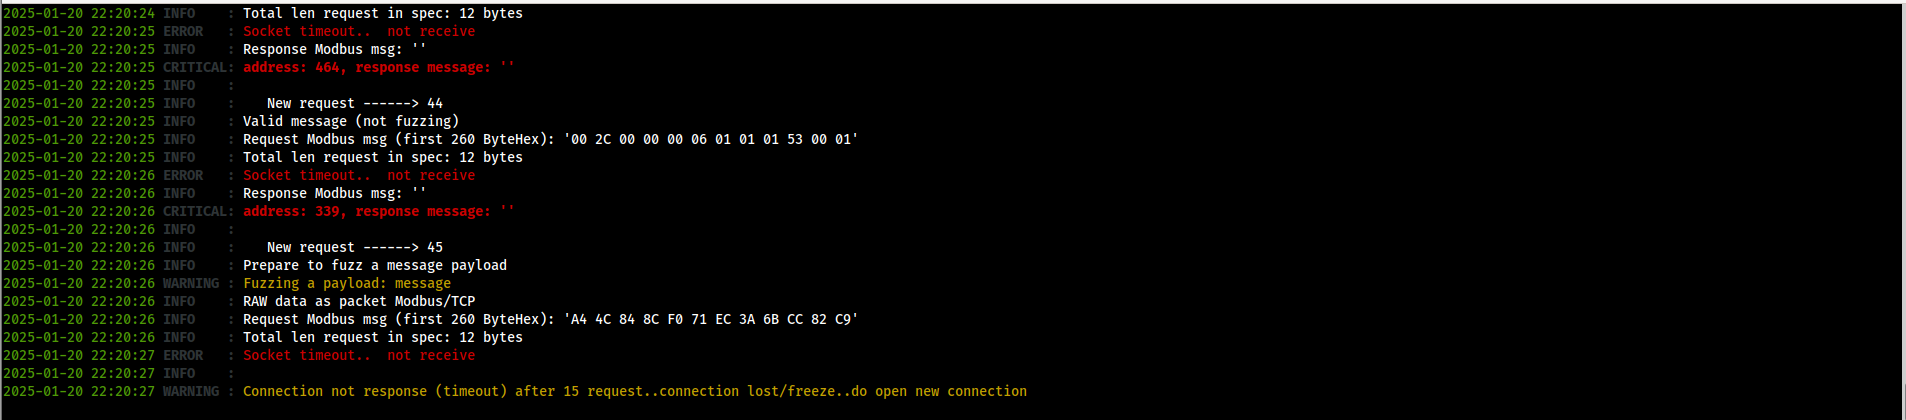 2025-01-20 22:20:24 INFO    : Total len request in spec: 12 bytes
2025-01-20 22:20:25 ERROR   : Socket timeout..  not receive
2025-01-20 22:20:25 INFO    : Response Modbus msg: ''
2025-01-20 22:20:25 CRITICAL: address: 464, response message: ''
2025-01-20 22:20:25 INFO    :
2025-01-20 22:20:25 INFO    :    New request ------> 44
2025-01-20 22:20:25 INFO    : Valid message (not fuzzing)
2025-01-20 22:20:25 INFO    : Request Modbus msg (first 260 ByteHex): '00 2C 00 00 00 06 01 01 01 53 00 01'
2025-01-20 22:20:25 INFO    : Total len request in spec: 12 bytes
2025-01-20 22:20:26 ERROR   : Socket timeout..  not receive
2025-01-20 22:20:26 INFO    : Response Modbus msg: ''
2025-01-20 22:20:26 CRITICAL: address: 339, response message: ''
2025-01-20 22:20:26 INFO    :
2025-01-20 22:20:26 INFO    :    New request ------> 45
2025-01-20 22:20:26 INFO    : Prepare to fuzz a message payload
2025-01-20 22:20:26 WARNING : Fuzzing a payload: message
2025-01-20 22:20:26 INFO    : RAW data as packet Modbus/TCP
2025-01-20 22:20:26 INFO    : Request Modbus msg (first 260 ByteHex): 'A4 4C 84 8C F0 71 EC 3A 6B CC 82 C9'
2025-01-20 22:20:26 INFO    : Total len request in spec: 12 bytes
2025-01-20 22:20:27 ERROR   : Socket timeout..  not receive
2025-01-20 22:20:27 INFO    :
2025-01-20 22:20:27 WARNING : Connection not response (timeout) after 15 request..connection lost/freeze..do open new connection